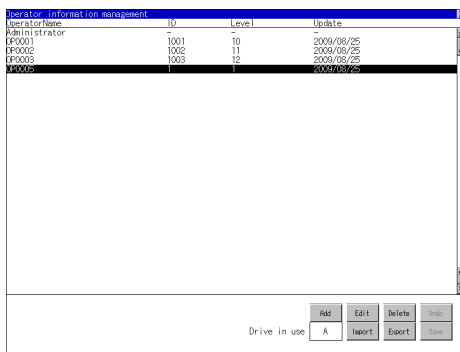 Operator information management
OperatorName ID Level Update
Administrator - - -
OP0001 1001 10 2009/08/25
OP0002 1002 11 2009/08/25
OP0003 1003 12 2009/08/25
OP0005 1 1 2009/08/25
Add Edit Delete Undo
Drive in use A Import Export Save